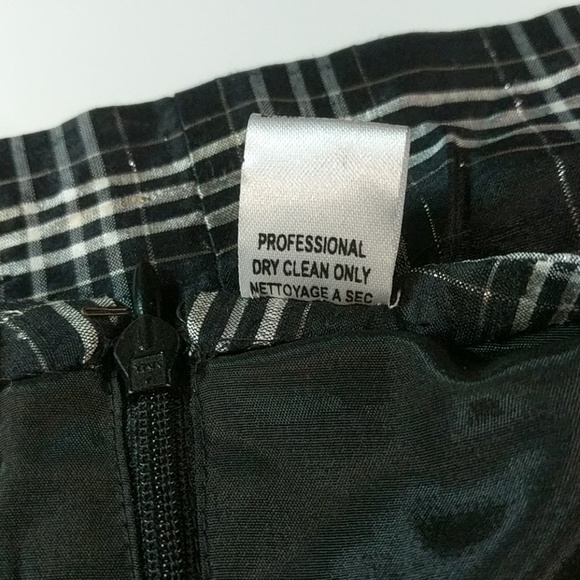 PROFESSIONAL
DRY CLEAN ONLY
NETTOYAGE A SEC